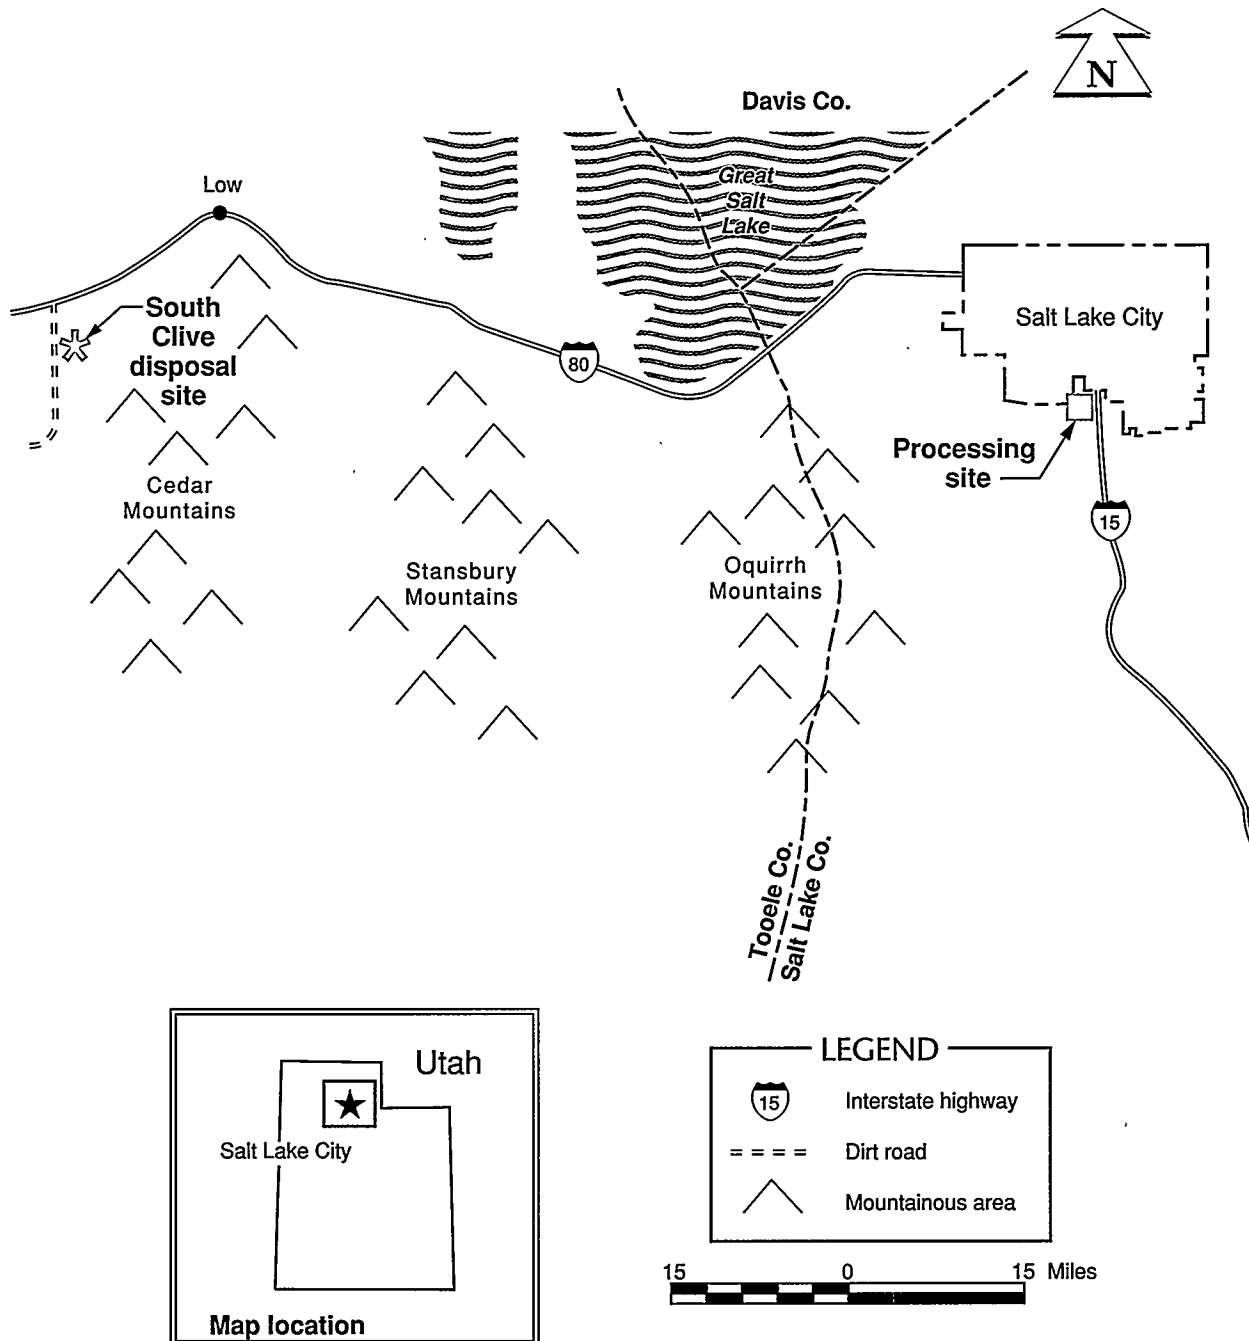 N
Davis Co.
Low
Great
Salt
Lake
South
Clive
disposal
site
80
Salt Lake City
Processing
site
15
Cedar
Mountains
Stansbury
Mountains
Oquirrh
Mountains
Tooele Co.
Salt Lake Co.
Utah
Salt Lake City
Map location
LEGEND
15 Interstate highway
Dirt road
Mountainous area
15 0 15 Miles